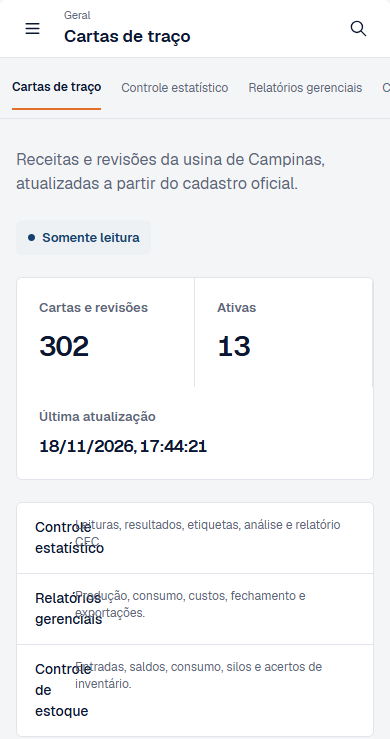 Geral
Cartas de traço
Cartas de traço Controle estatístico Relatórios gerenciais C
Receitas e revisões da usina de Campinas,
atualizadas a partir do cadastro oficial.
Somente leitura
Cartas e revisões Ativas
302 13
Última atualização
18/11/2026, 17:44:21
Controle
estatístico
Leituras, resultados, etiquetas, análise e relatório
CEC.
Relatórios
gerenciais
Produção, consumo, custos, fechamento e
exportações.
Controle
de
estoque
Entradas, saldos, consumo, silos e acertos de
inventário.